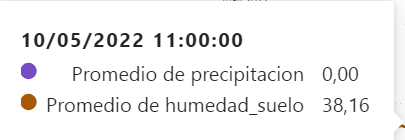 10/05/2022 11:00:00
Promedio de precipitacion 0,00
Promedio de humedad_suelo 38,16